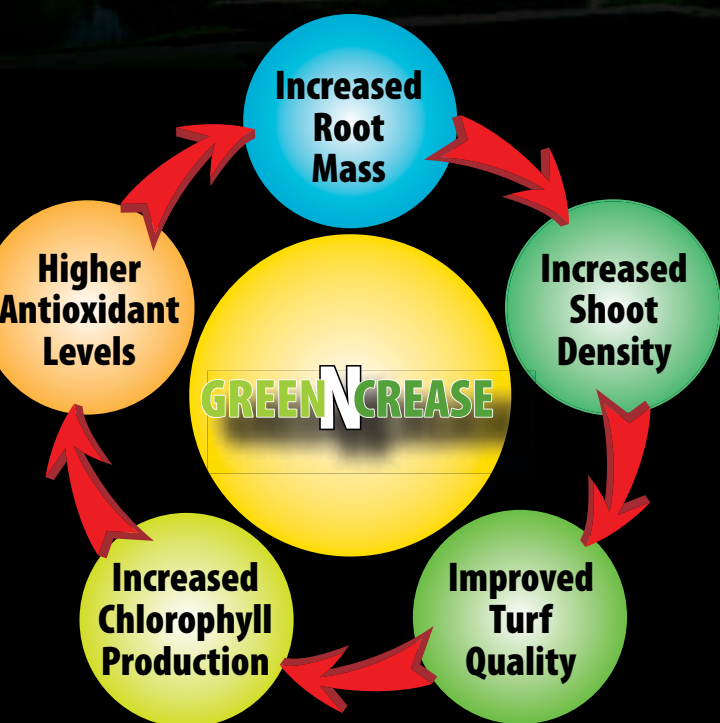 Increased
Root
Mass
Increased
Shoot
Density
Improved
Turf
Quality
Increased
Chlorophyll
Production
Higher
Antioxidant
Levels
GREENNCREASE